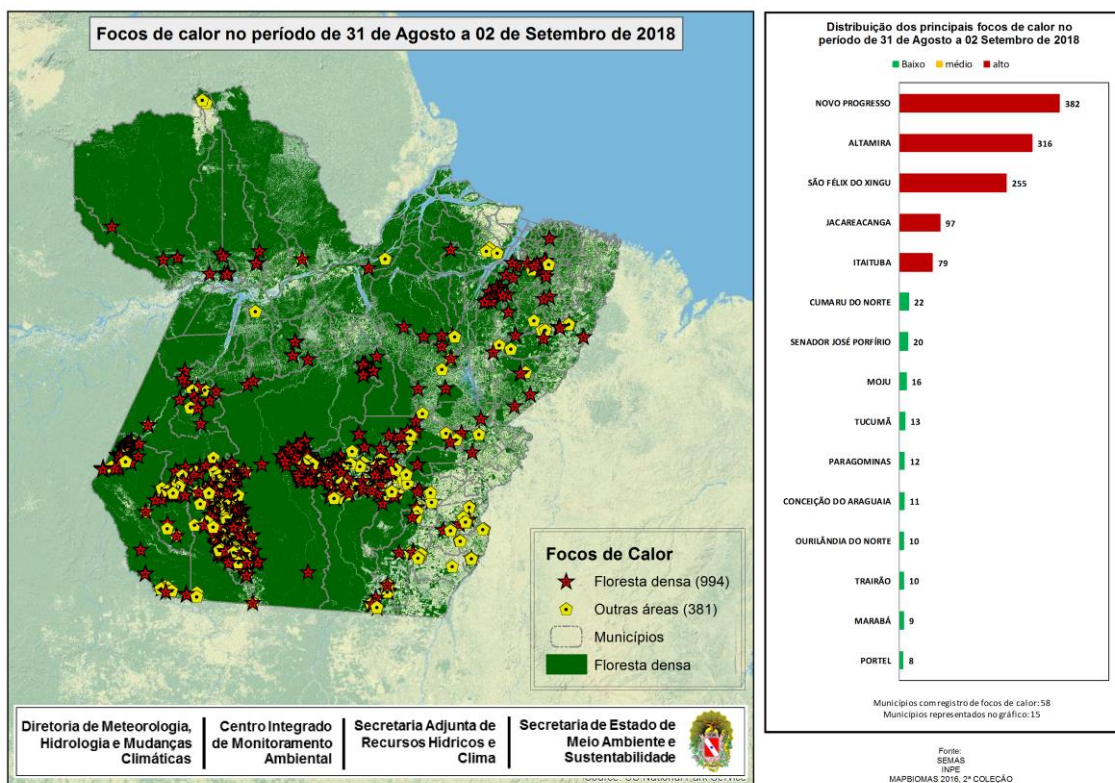 Focos de calor no período de 31 de Agosto a 02 de Setembro de 2018
Focos de Calor
Floresta densa (994)
Outras áreas (381)
Municípios
Floresta densa
Diretoria de Meteorologia,
Hidrologia e Mudanças
Climáticas
Centro Integrado
de Monitoramento
Ambiental
Secretaria Adjunta de
Recursos Hídricos e
Clima
Secretaria de Estado de
Meio Ambiente e
Sustentabilidade
Source: US National Park Service
Distribuição dos principais focos de calor no
período de 31 de Agosto a 02 Setembro de 2018
Baixo médio alto
NOVO PROGRESSO 382
ALTAMIRA 316
SÃO FÉLIX DO XINGU 255
JACAREACANGA 97
ITAITUBA 79
CUMARU DO NORTE 22
SENADOR JOSÉ PORFÍRIO 20
MOJU 16
TUCUMÃ 13
PARAGOMINAS 12
CONCEIÇÃO DO ARAGUAIA 11
OURILÂNDIA DO NORTE 10
TRAIRÃO 10
MARABÁ 9
PORTEL 8
Municípios com registro de focos de calor: 58
Municípios representados no gráfico: 15
Fonte:
SEMAS
INPE
MAPBIOMAS 2016, 2ª COLEÇÃO